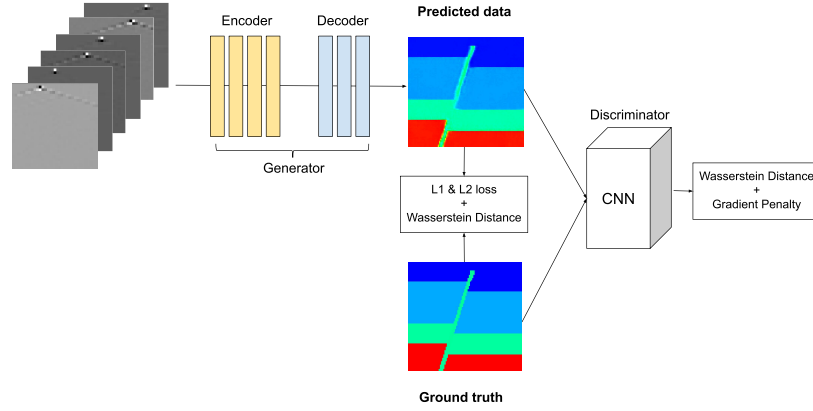 Predicted data
Encoder
Decoder
Generator
Discriminator
L1 & L2 loss
+
Wasserstein Distance
CNN
Wasserstein Distance
+
Gradient Penalty
Ground truth